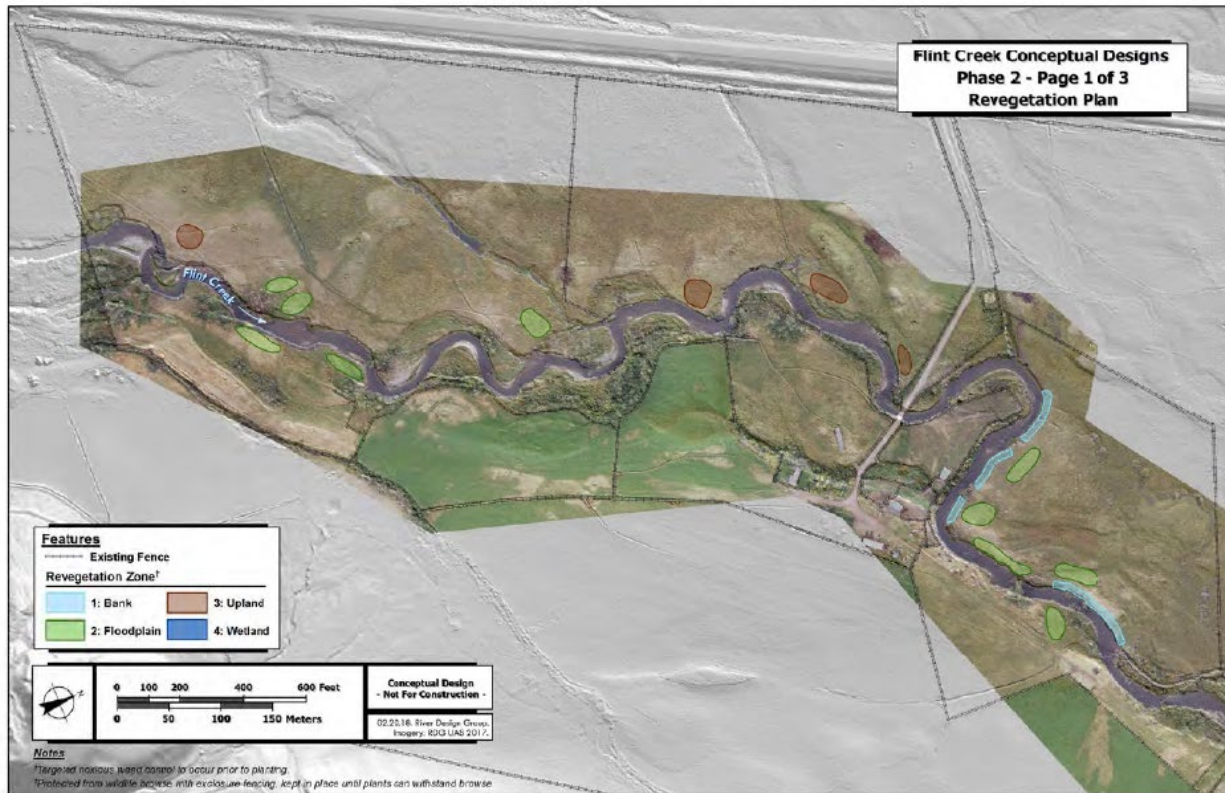 Flint Creek Conceptual Designs
Phase 2 - Page 1 of 3
Revegetation Plan
Flint Creek
Features
Existing Fence
Revegetation Zone†
1: Bank
3: Upland
2: Floodplain
4: Wetland
0 100 200 400 600 Feet
0 50 100 150 Meters
Conceptual Design
- Not For Construction -
02.20.18. River Design Group.
Imagery: RDG UAS 2017.
Notes
†Targeted noxious weed control to occur prior to planting.
Protected from wildlife browse with exclosure fencing, kept in place until plants can withstand browse